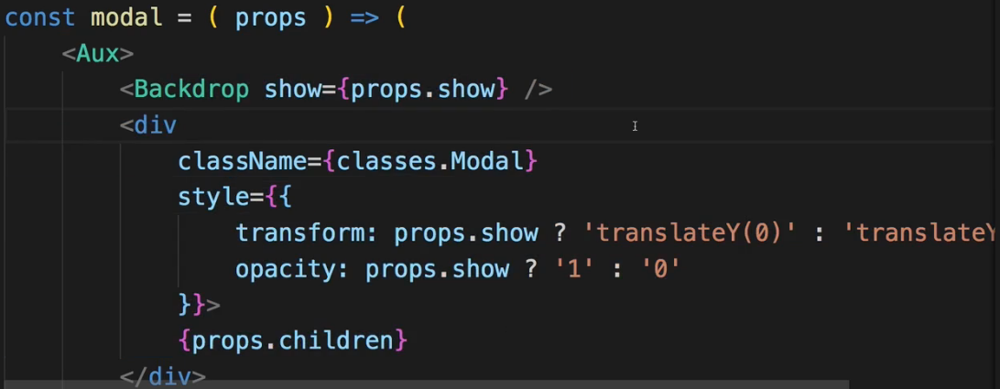 const modal = ( props ) => (
<Aux>
<Backdrop show={props.show} />
<div
className={classes.Modal}
style={{
transform: props.show ? 'translateY(0)' : 'translateY
opacity: props.show ? '1' : '0'
}}>
{props.children}
</div>